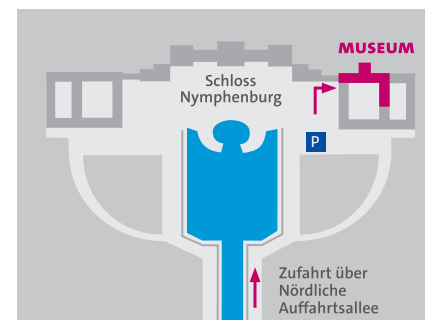 MUSEUM
Schloss
Nymphenburg
P
Zufahrt über
Nördliche
Auffahrtsallee